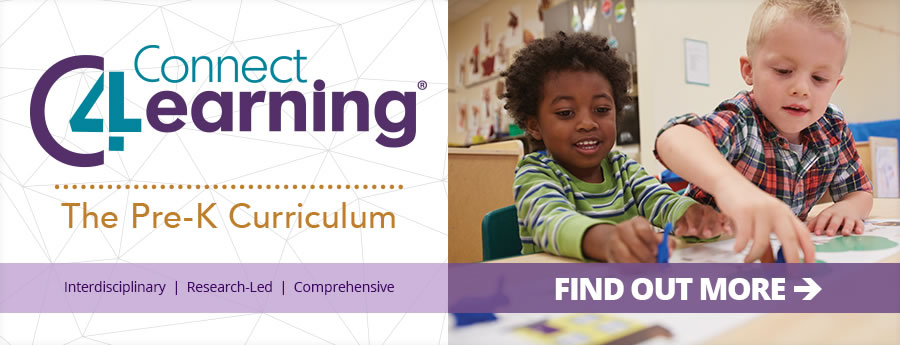 Connect
C4Learning®
The Pre-K Curriculum
Interdisciplinary | Research-Led | Comprehensive
FIND OUT MORE →